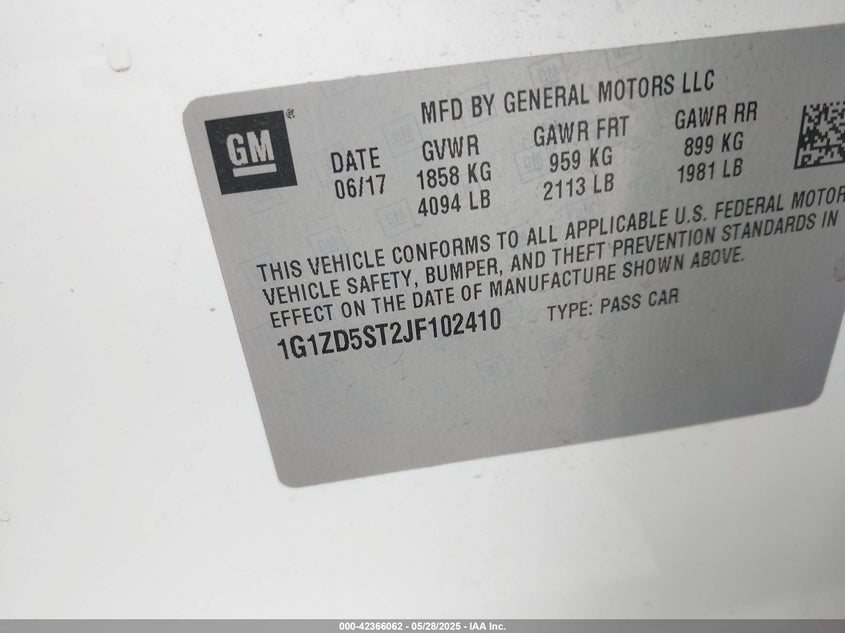 MFD BY GENERAL MOTORS LLC
GM®
DATE GVWR GAWR FRT GAWR RR
06/17 1858 KG 959 KG 899 KG
4094 LB 2113 LB 1981 LB
THIS VEHICLE CONFORMS TO ALL APPLICABLE U.S. FEDERAL MOTOR
VEHICLE SAFETY, BUMPER, AND THEFT PREVENTION STANDARDS IN
EFFECT ON THE DATE OF MANUFACTURE SHOWN ABOVE.
1G1ZD5ST2JF102410 TYPE: PASS CAR
000-42366062 - 05/28/2025 - IAA Inc.